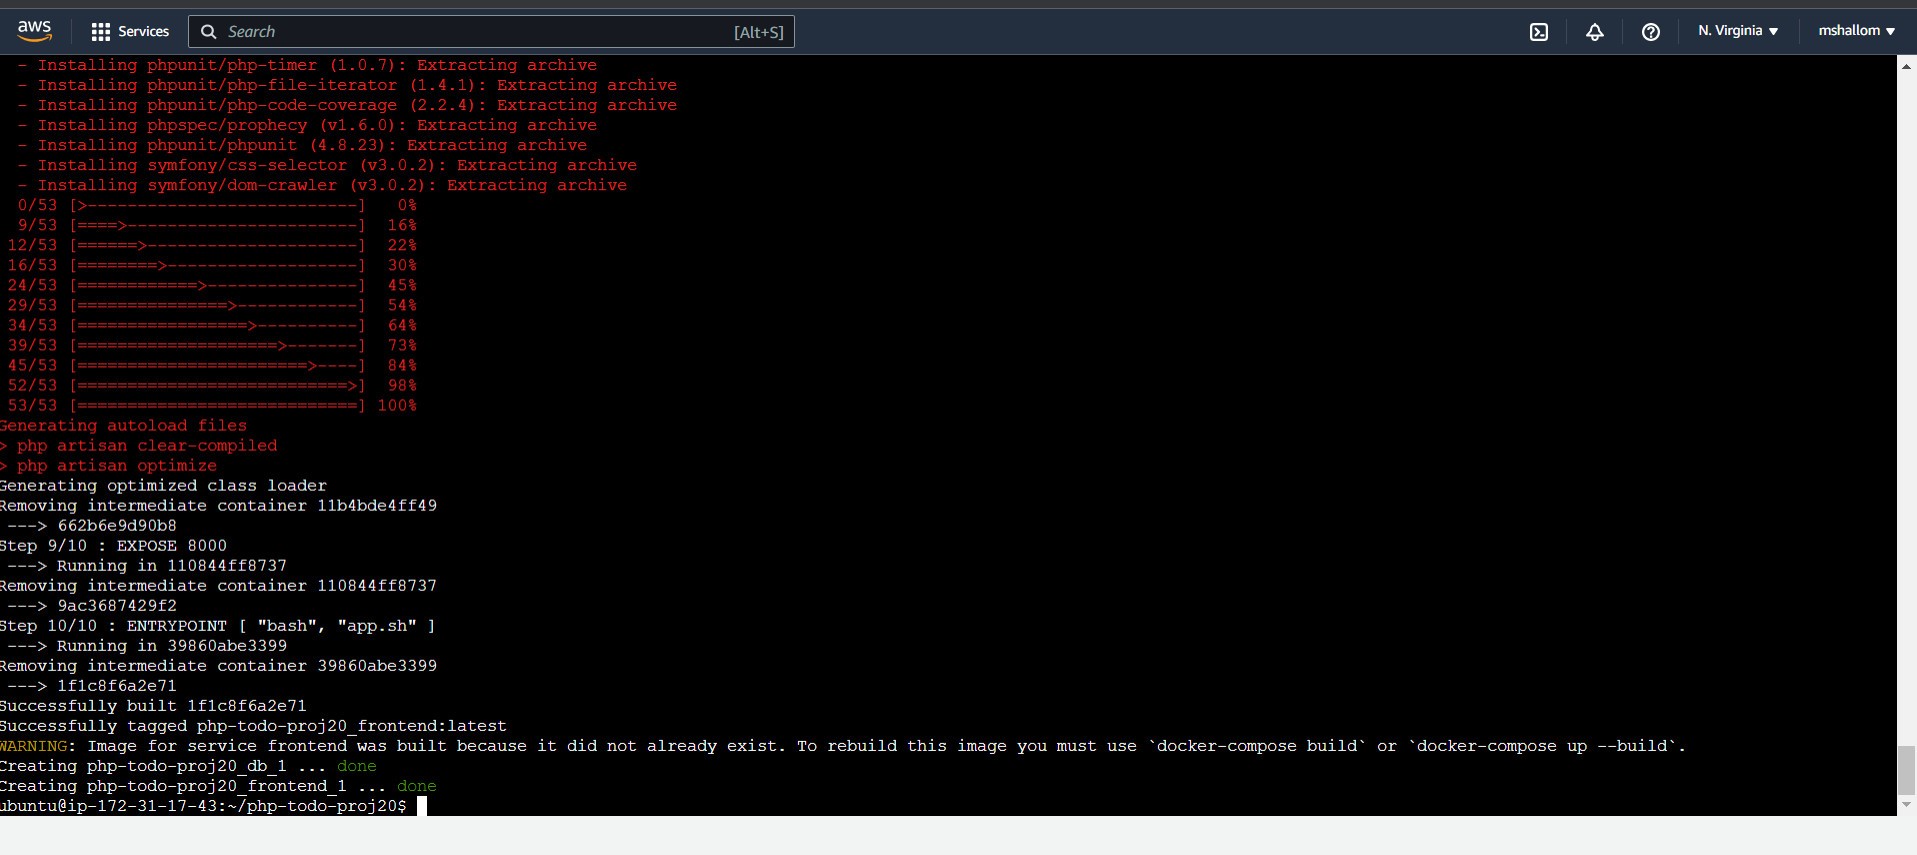 aws Services Search [Alt+S] N. Virginia ▼ mshallom ▼
- Installing phpunit/php-timer (1.0.7): Extracting archive
- Installing phpunit/php-file-iterator (1.4.1): Extracting archive
- Installing phpunit/php-code-coverage (2.2.4): Extracting archive
- Installing phpspec/prophecy (v1.6.0): Extracting archive
- Installing phpunit/phpunit (4.8.23): Extracting archive
- Installing symfony/css-selector (v3.0.2): Extracting archive
- Installing symfony/dom-crawler (v3.0.2): Extracting archive
0/53 [>---------------------------]   0%
9/53 [====>-----------------------]  16%
12/53 [======>---------------------]  22%
16/53 [========>-------------------]  30%
24/53 [============>---------------]  45%
29/53 [===============>------------]  54%
34/53 [=================>----------]  64%
39/53 [====================>-------]  73%
45/53 [=======================>----]  84%
52/53 [===========================>]  98%
53/53 [============================] 100%
Generating autoload files
> php artisan clear-compiled
> php artisan optimize
Generating optimized class loader
Removing intermediate container 11b4bde4ff49
---> 662b6e9d90b8
Step 9/10 : EXPOSE 8000
---> Running in 110844ff8737
Removing intermediate container 110844ff8737
---> 9ac3687429f2
Step 10/10 : ENTRYPOINT [ "bash", "app.sh" ]
---> Running in 39860abe3399
Removing intermediate container 39860abe3399
---> 1f1c8f6a2e71
Successfully built 1f1c8f6a2e71
Successfully tagged php-todo-proj20_frontend:latest
WARNING: Image for service frontend was built because it did not already exist. To rebuild this image you must use `docker-compose build` or `docker-compose up --build`.
Creating php-todo-proj20_db_1 ... done
Creating php-todo-proj20_frontend_1 ... done
ubuntu@ip-172-31-17-43:~/php-todo-proj20$